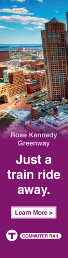 Rose Kennedy
Greenway
Just a
train ride
away.
Learn More >
T COMMUTER RAIL